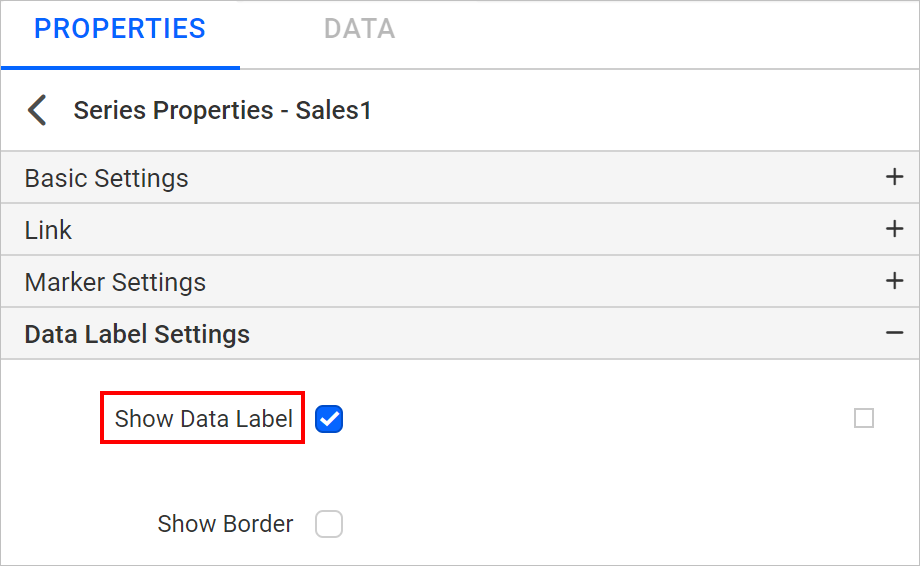 PROPERTIES DATA
Series Properties - Sales1
Basic Settings
Link
Marker Settings
Data Label Settings
Show Data Label
Show Border